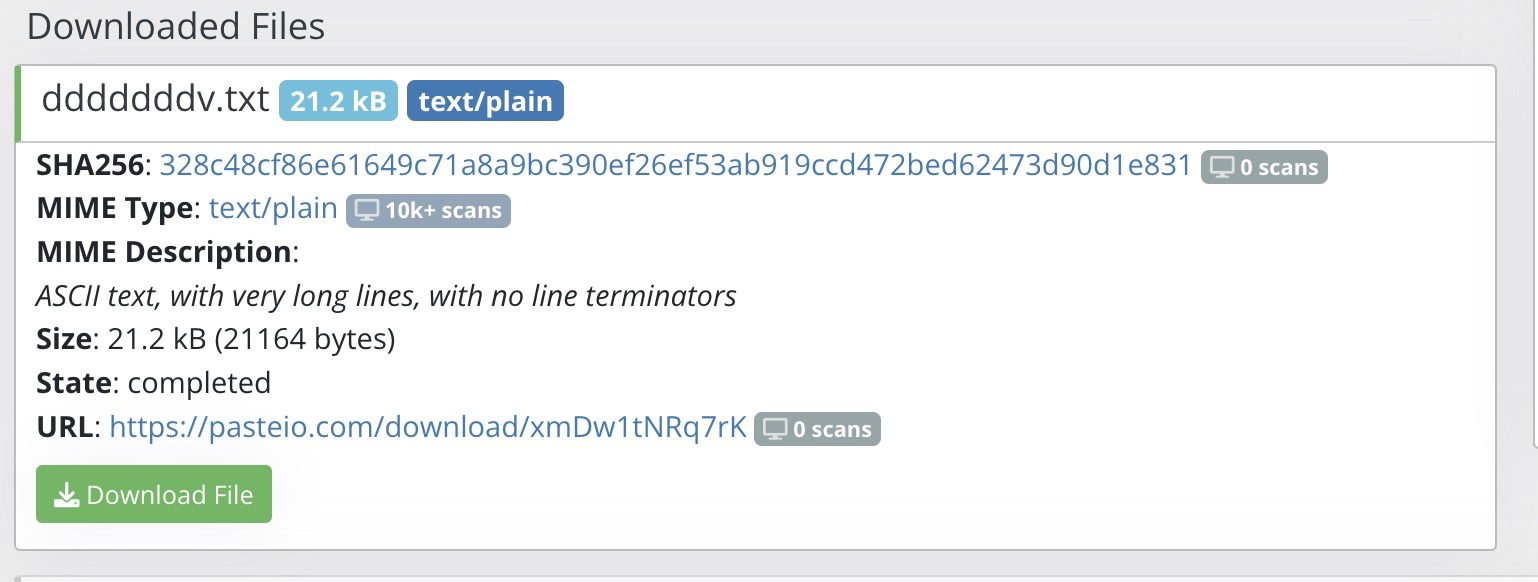 Downloaded Files
dddddddv.txt 21.2 kB text/plain
SHA256: 328c48cf86e61649c71a8a9bc390ef26ef53ab919ccd472bed62473d90d1e831 0 scans
MIME Type: text/plain 10k+ scans
MIME Description:
ASCII text, with very long lines, with no line terminators
Size: 21.2 kB (21164 bytes)
State: completed
URL: https://pasteio.com/download/xmDw1tNRq7rK 0 scans
Download File